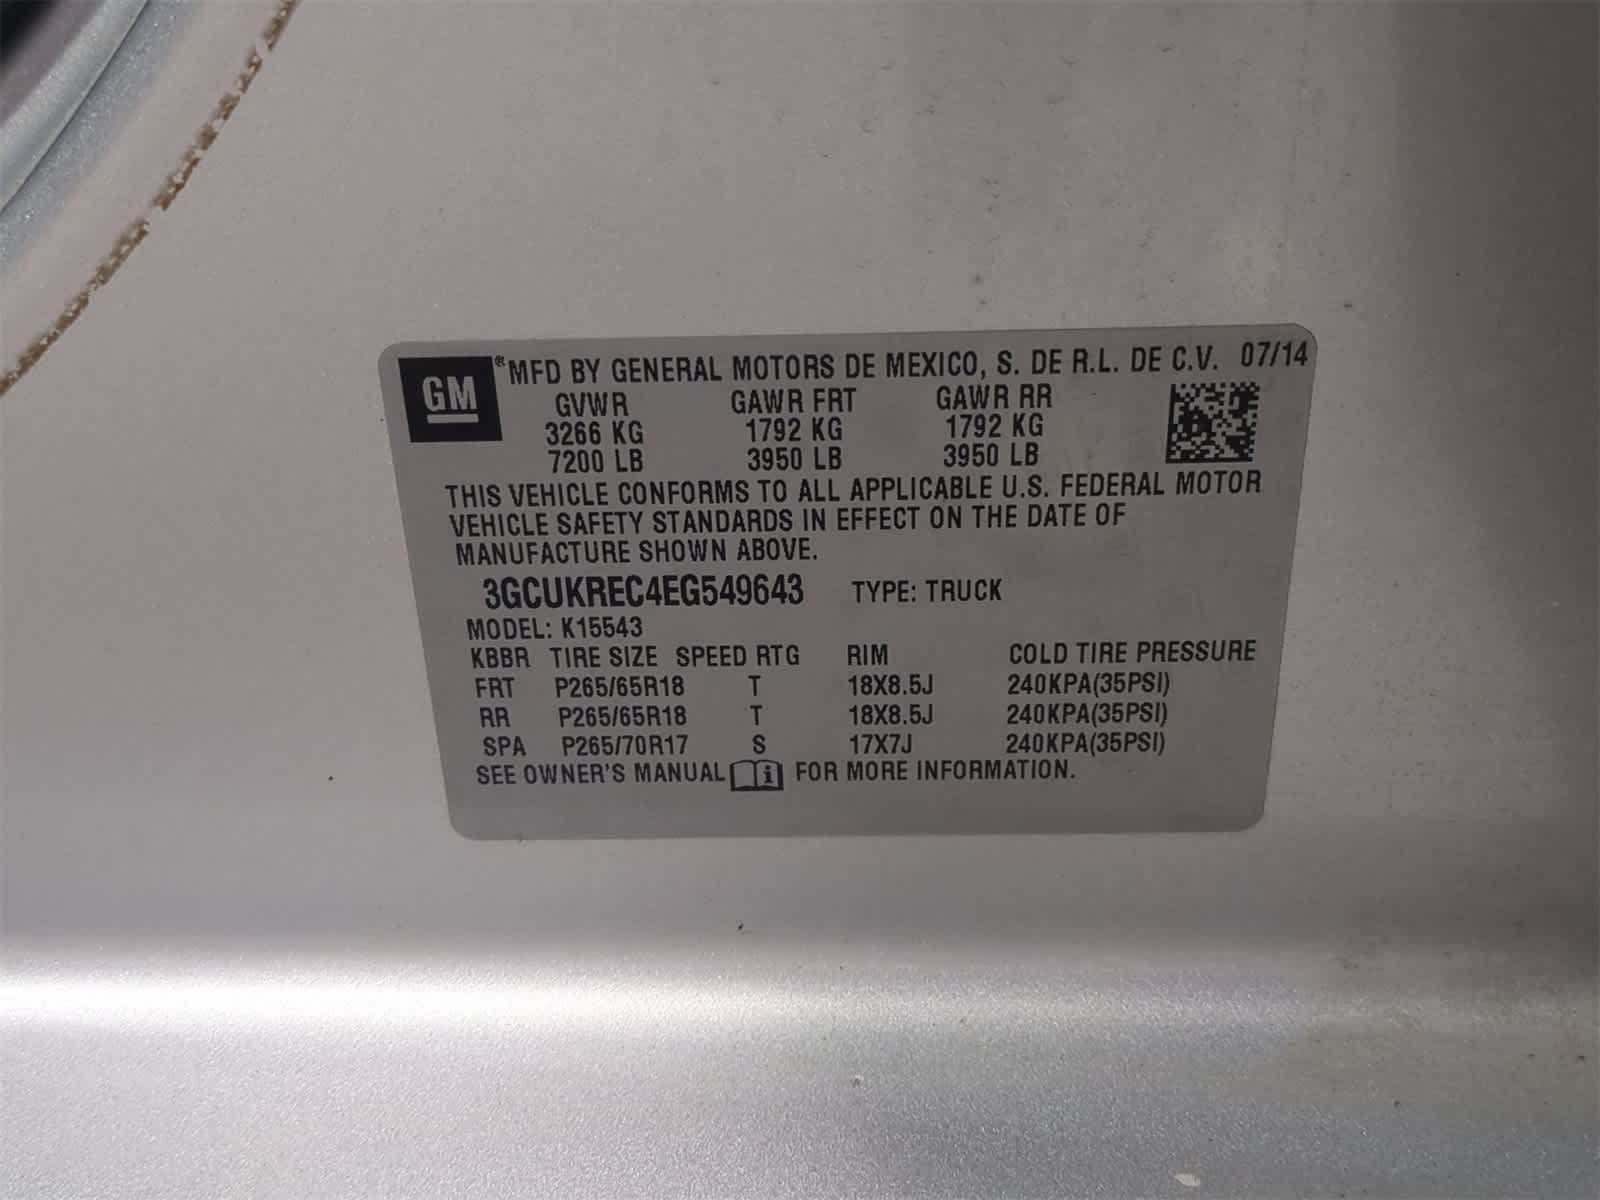 GM ® MFD BY GENERAL MOTORS DE MEXICO, S. DE R.L. DE C.V. 07/14
GVWR GAWR FRT GAWR RR
3266 KG 1792 KG 1792 KG
7200 LB 3950 LB 3950 LB
THIS VEHICLE CONFORMS TO ALL APPLICABLE U.S. FEDERAL MOTOR
VEHICLE SAFETY STANDARDS IN EFFECT ON THE DATE OF
MANUFACTURE SHOWN ABOVE.
3GCUKREC4EG549643 TYPE: TRUCK
MODEL: K15543
KBBR TIRE SIZE SPEED RTG RIM COLD TIRE PRESSURE
FRT P265/65R18 T 18X8.5J 240KPA(35PSI)
RR P265/65R18 T 18X8.5J 240KPA(35PSI)
SPA P265/70R17 S 17X7J 240KPA(35PSI)
SEE OWNER'S MANUAL i FOR MORE INFORMATION.